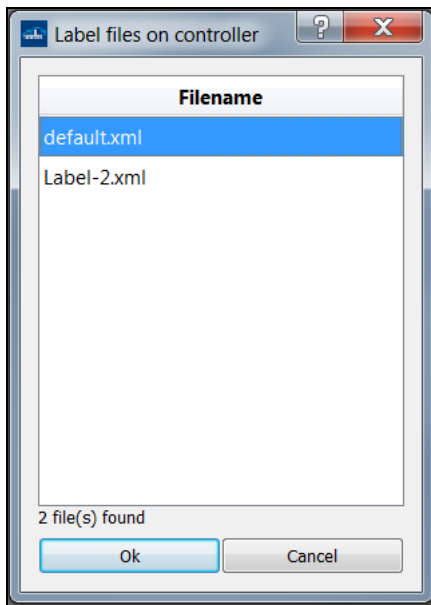 Label files on controller
?
X
Filename
default.xml
Label-2.xml
2 file(s) found
Ok
Cancel